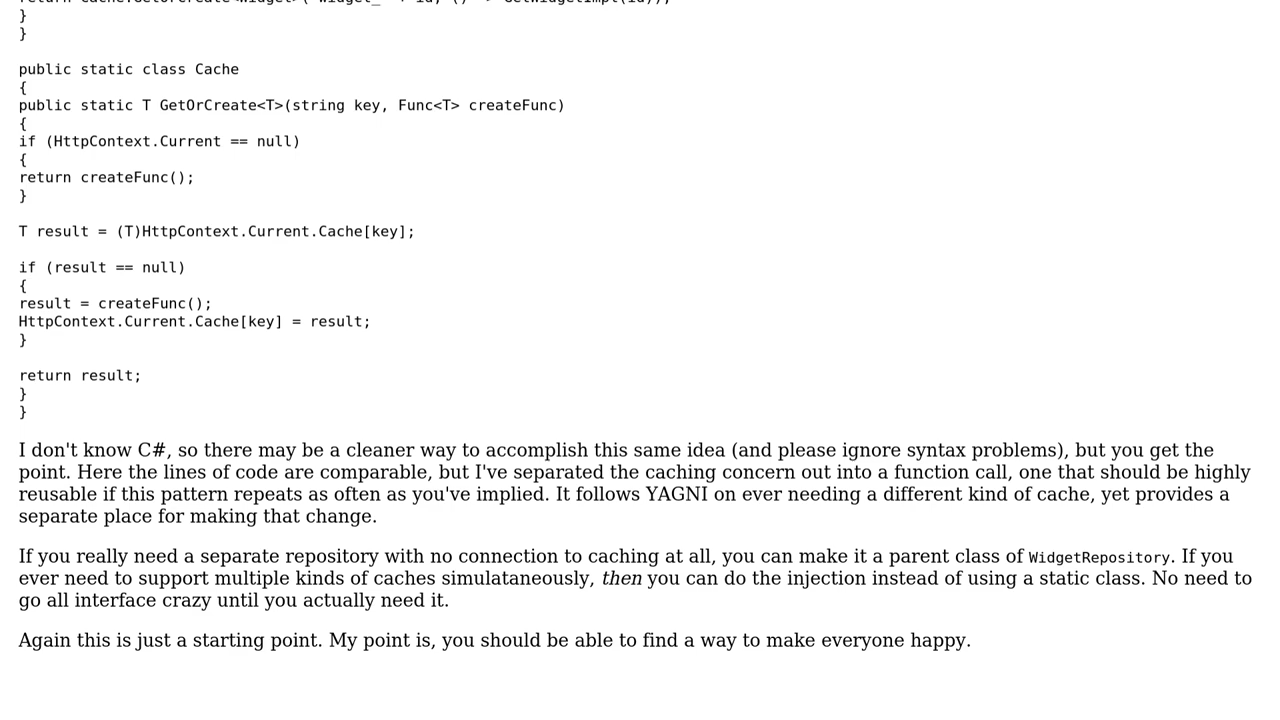 }
}
public static class Cache
{
public static T GetOrCreate<T>(string key, Func<T> createFunc)
{
if (HttpContext.Current == null)
{
return createFunc();
}
T result = (T)HttpContext.Current.Cache[key];
if (result == null)
{
result = createFunc();
HttpContext.Current.Cache[key] = result;
}
return result;
}
}
I don't know C#, so there may be a cleaner way to accomplish this same idea (and please ignore syntax problems), but you get the
point. Here the lines of code are comparable, but I've separated the caching concern out into a function call, one that should be highly
reusable if this pattern repeats as often as you've implied. It follows YAGNI on ever needing a different kind of cache, yet provides a
separate place for making that change.
If you really need a separate repository with no connection to caching at all, you can make it a parent class of WidgetRepository. If you
ever need to support multiple kinds of caches simulataneously, then you can do the injection instead of using a static class. No need to
go all interface crazy until you actually need it.
Again this is just a starting point. My point is, you should be able to find a way to make everyone happy.